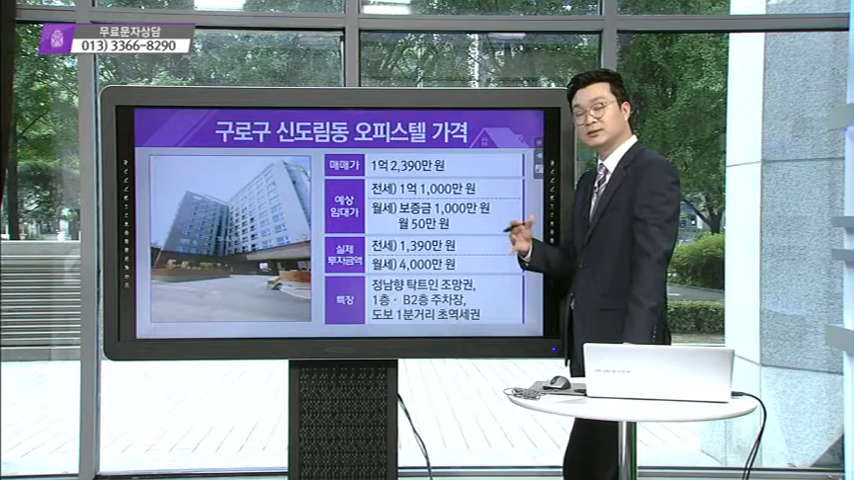 무료문자상담
013) 3366-8290
구로구 신도림동 오피스텔 가격
매매가
1억 2,390만 원
예상
임대가
전세) 1억 1,000만 원
월세) 보증금 1,000만 원
월 50만 원
실제
투자금액
전세) 1,390만 원
월세) 4,000만 원
특징
정남향 탁트인 조망권,
1층 · B2층 주차장,
도보 1분거리 초역세권